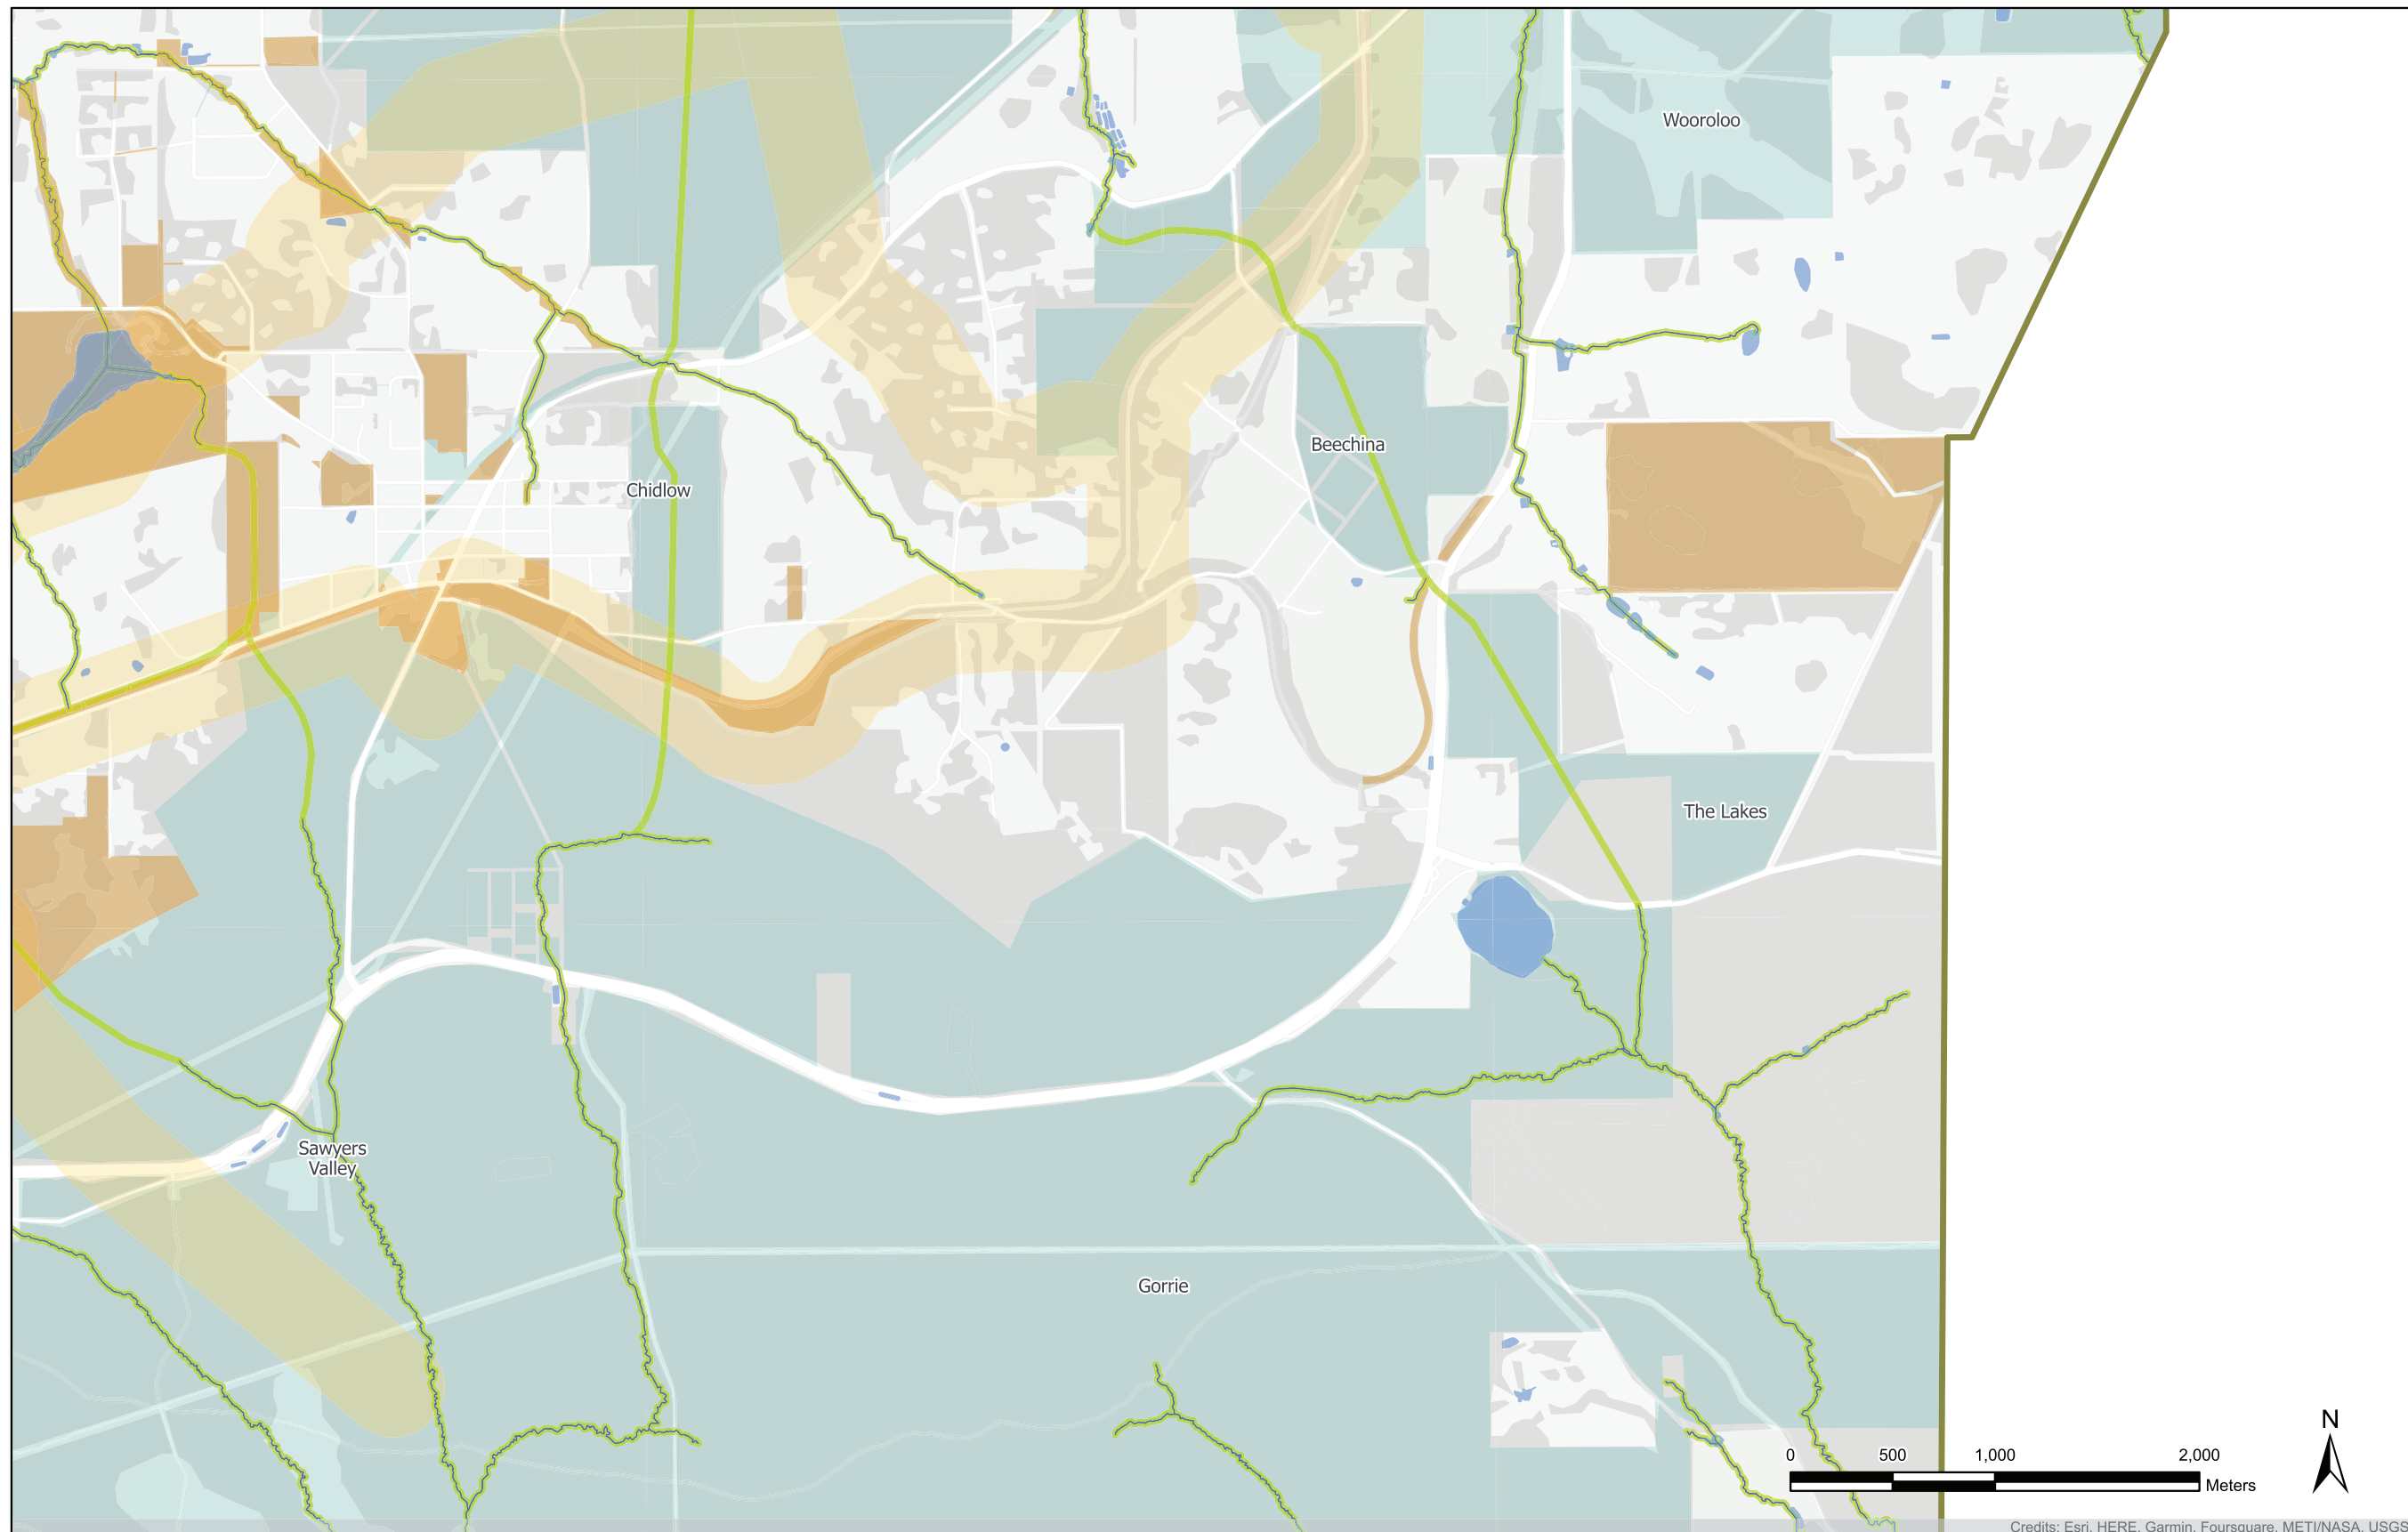 Wooroloo
Beechina
Chidlow
The Lakes
Sawyers
Valley
Gorrie
N
0 500 1,000 2,000
Meters
Credits: Esri, HERE, Garmin, Foursquare, METI/NASA, USGS